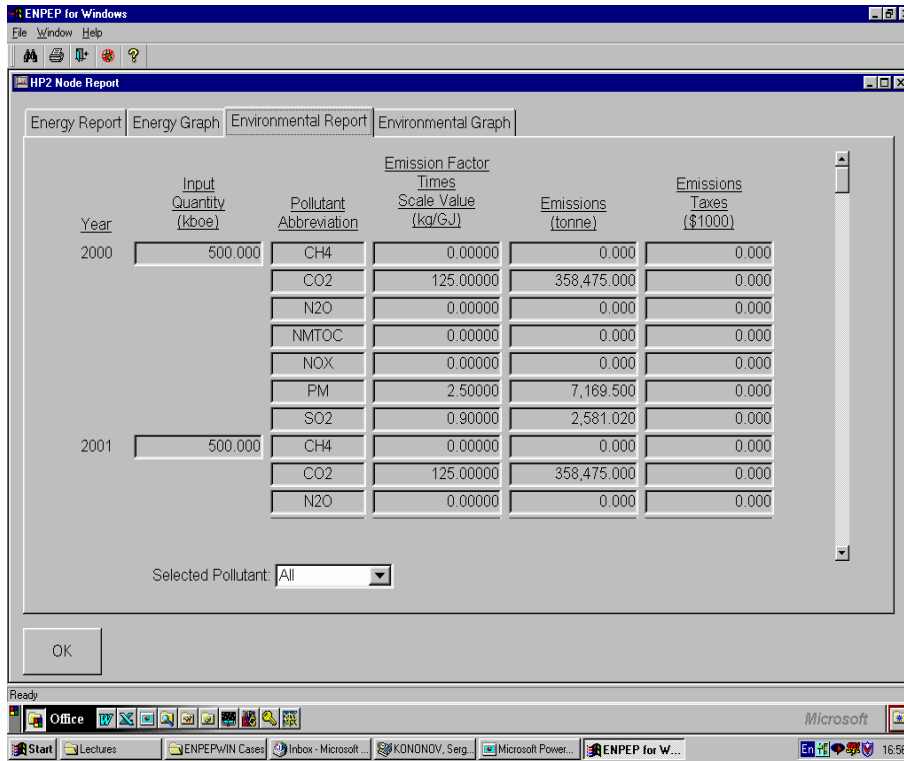 ENPEP for Windows
File Window Help
HP2 Node Report
Energy Report Energy Graph Environmental Report Environmental Graph
Year
Input
Quantity
(kboe)
Pollutant
Abbreviation
Emission Factor
Times
Scale Value
(kg/GJ)
Emissions
(tonne)
Emissions
Taxes
($1000)
2000 500.000 CH4 0.00000 0.000 0.000
CO2 125.00000 358,475.000 0.000
N2O 0.00000 0.000 0.000
NMTOC 0.00000 0.000 0.000
NOX 0.00000 0.000 0.000
PM 2.50000 7,169.500 0.000
SO2 0.90000 2,581.020 0.000
2001 500.000 CH4 0.00000 0.000 0.000
CO2 125.00000 358,475.000 0.000
N2O 0.00000 0.000 0.000
Selected Pollutant: All
OK
Ready
Office Microsoft
Start Lectures ENPEPWIN Cases Inbox - Microsoft ... KONONOV, Serg... Microsoft Power... ENPEP for W... En 16:56